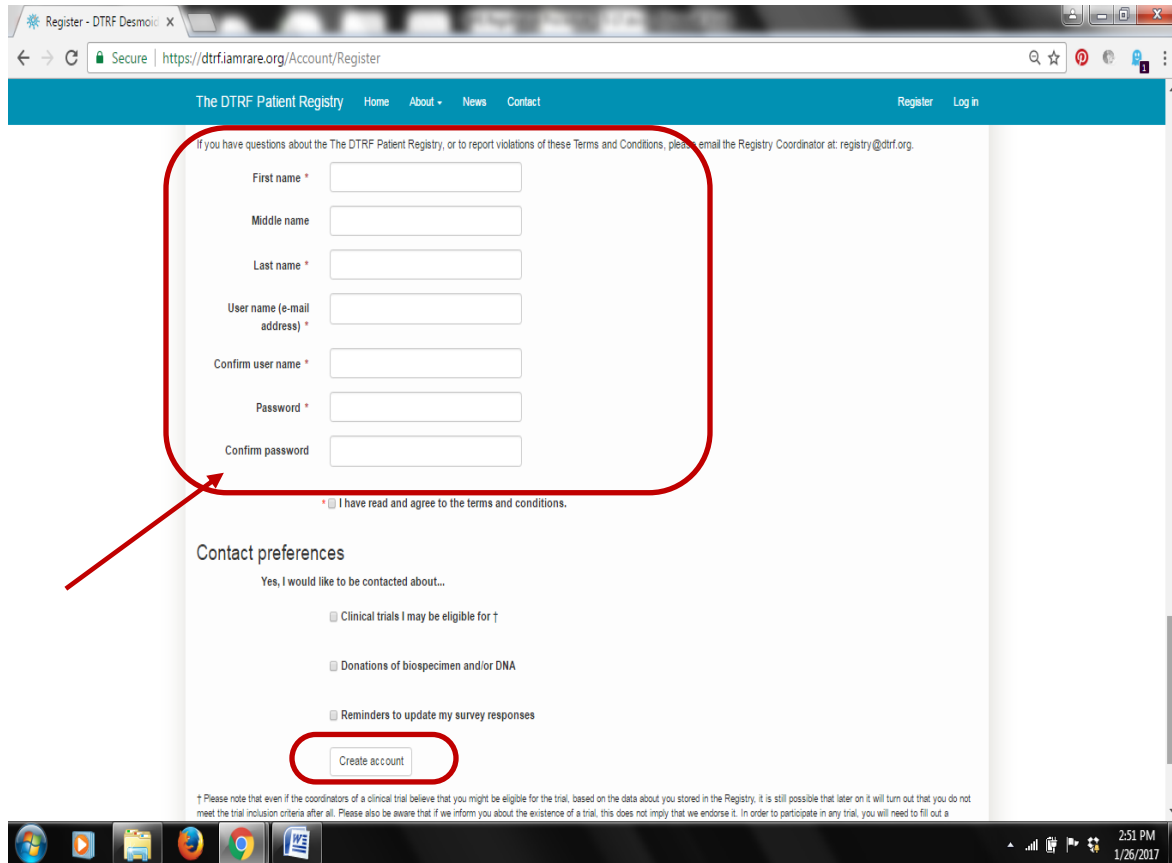 Register - DTRF Desmoid
Secure | https://dtrf.iamrare.org/Account/Register
1
The DTRF Patient Registry Home About News Contact Register Log in
If you have questions about the The DTRF Patient Registry, or to report violations of these Terms and Conditions, please email the Registry Coordinator at: registry@dtrf.org.
First name *
Middle name
Last name *
User name (e-mail
address) *
Confirm user name *
Password *
Confirm password
* I have read and agree to the terms and conditions.
Contact preferences
Yes, I would like to be contacted about...
Clinical trials I may be eligible for †
Donations of biospecimen and/or DNA
Reminders to update my survey responses
Create account
† Please note that even if the coordinators of a clinical trial believe that you might be eligible for the trial, based on the data about you stored in the Registry, it is still possible that later on it will turn out that you do not
meet the trial inclusion criteria after all. Please also be aware that if we inform you about the existence of a trial, this does not imply that we endorse it. In order to participate in any trial, you will need to fill out a
2:51 PM
1/26/2017